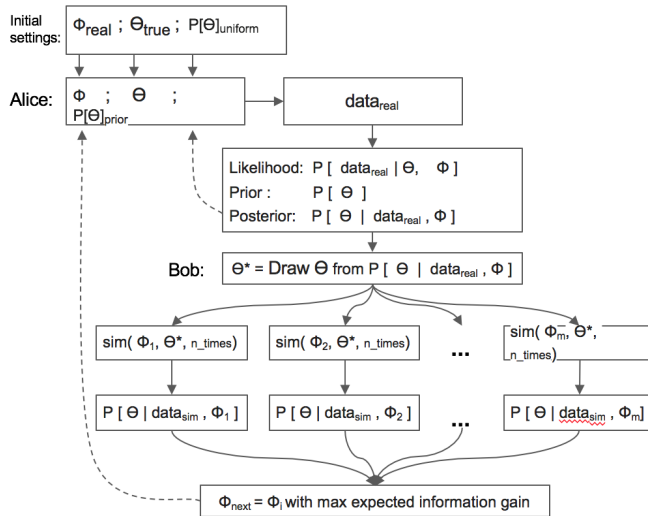 Initial settings:
Φreal ; Θtrue ; P[Θ]uniform
Alice:
Φ ; Θ ;
P[Θ]prior
datareal
Likelihood: P [ datareal | Θ, Φ ]
Prior : P [ Θ ]
Posterior: P [ Θ | datareal , Φ ]
Bob:
Θ* = Draw Θ from P [ Θ | datareal , Φ ]
sim( Φ1, Θ*, n_times)
sim( Φ2, Θ*, n_times)
...
sim( Φm, Θ*,
n_times)
P [ Θ | datasim , Φ1 ]
P [ Θ | datasim , Φ2 ]
...
P [ Θ | datasim , Φm]
Φnext = Φi with max expected information gain